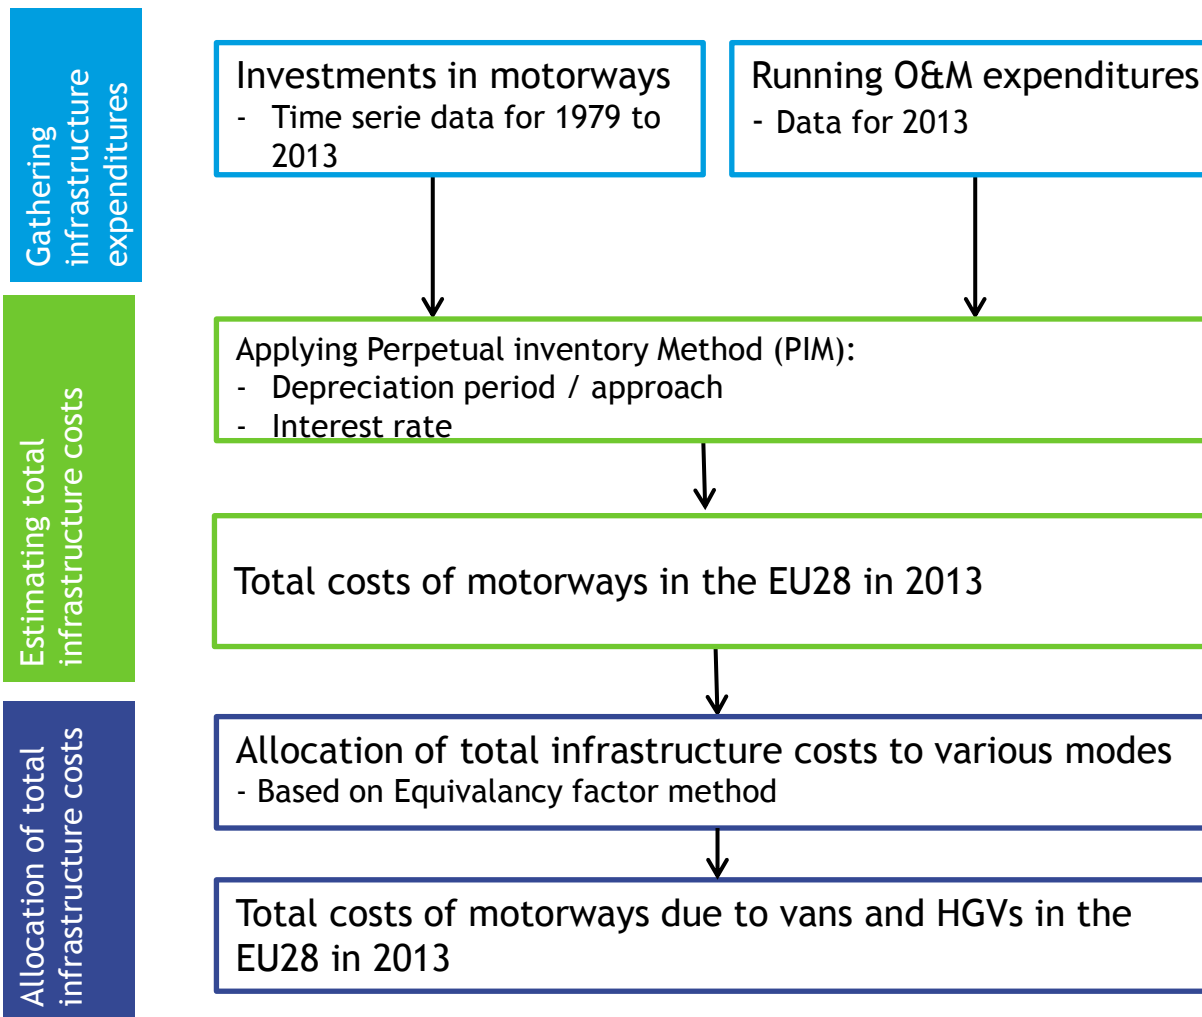 Gathering
infrastructure
expenditures
Investments in motorways
- Time serie data for 1979 to
2013
Running O&M expenditures
- Data for 2013
Estimating total
infrastructure costs
Applying Perpetual inventory Method (PIM):
- Depreciation period / approach
- Interest rate
Total costs of motorways in the EU28 in 2013
Allocation of total
infrastructure costs
Allocation of total infrastructure costs to various modes
- Based on Equivalancy factor method
Total costs of motorways due to vans and HGVs in the
EU28 in 2013